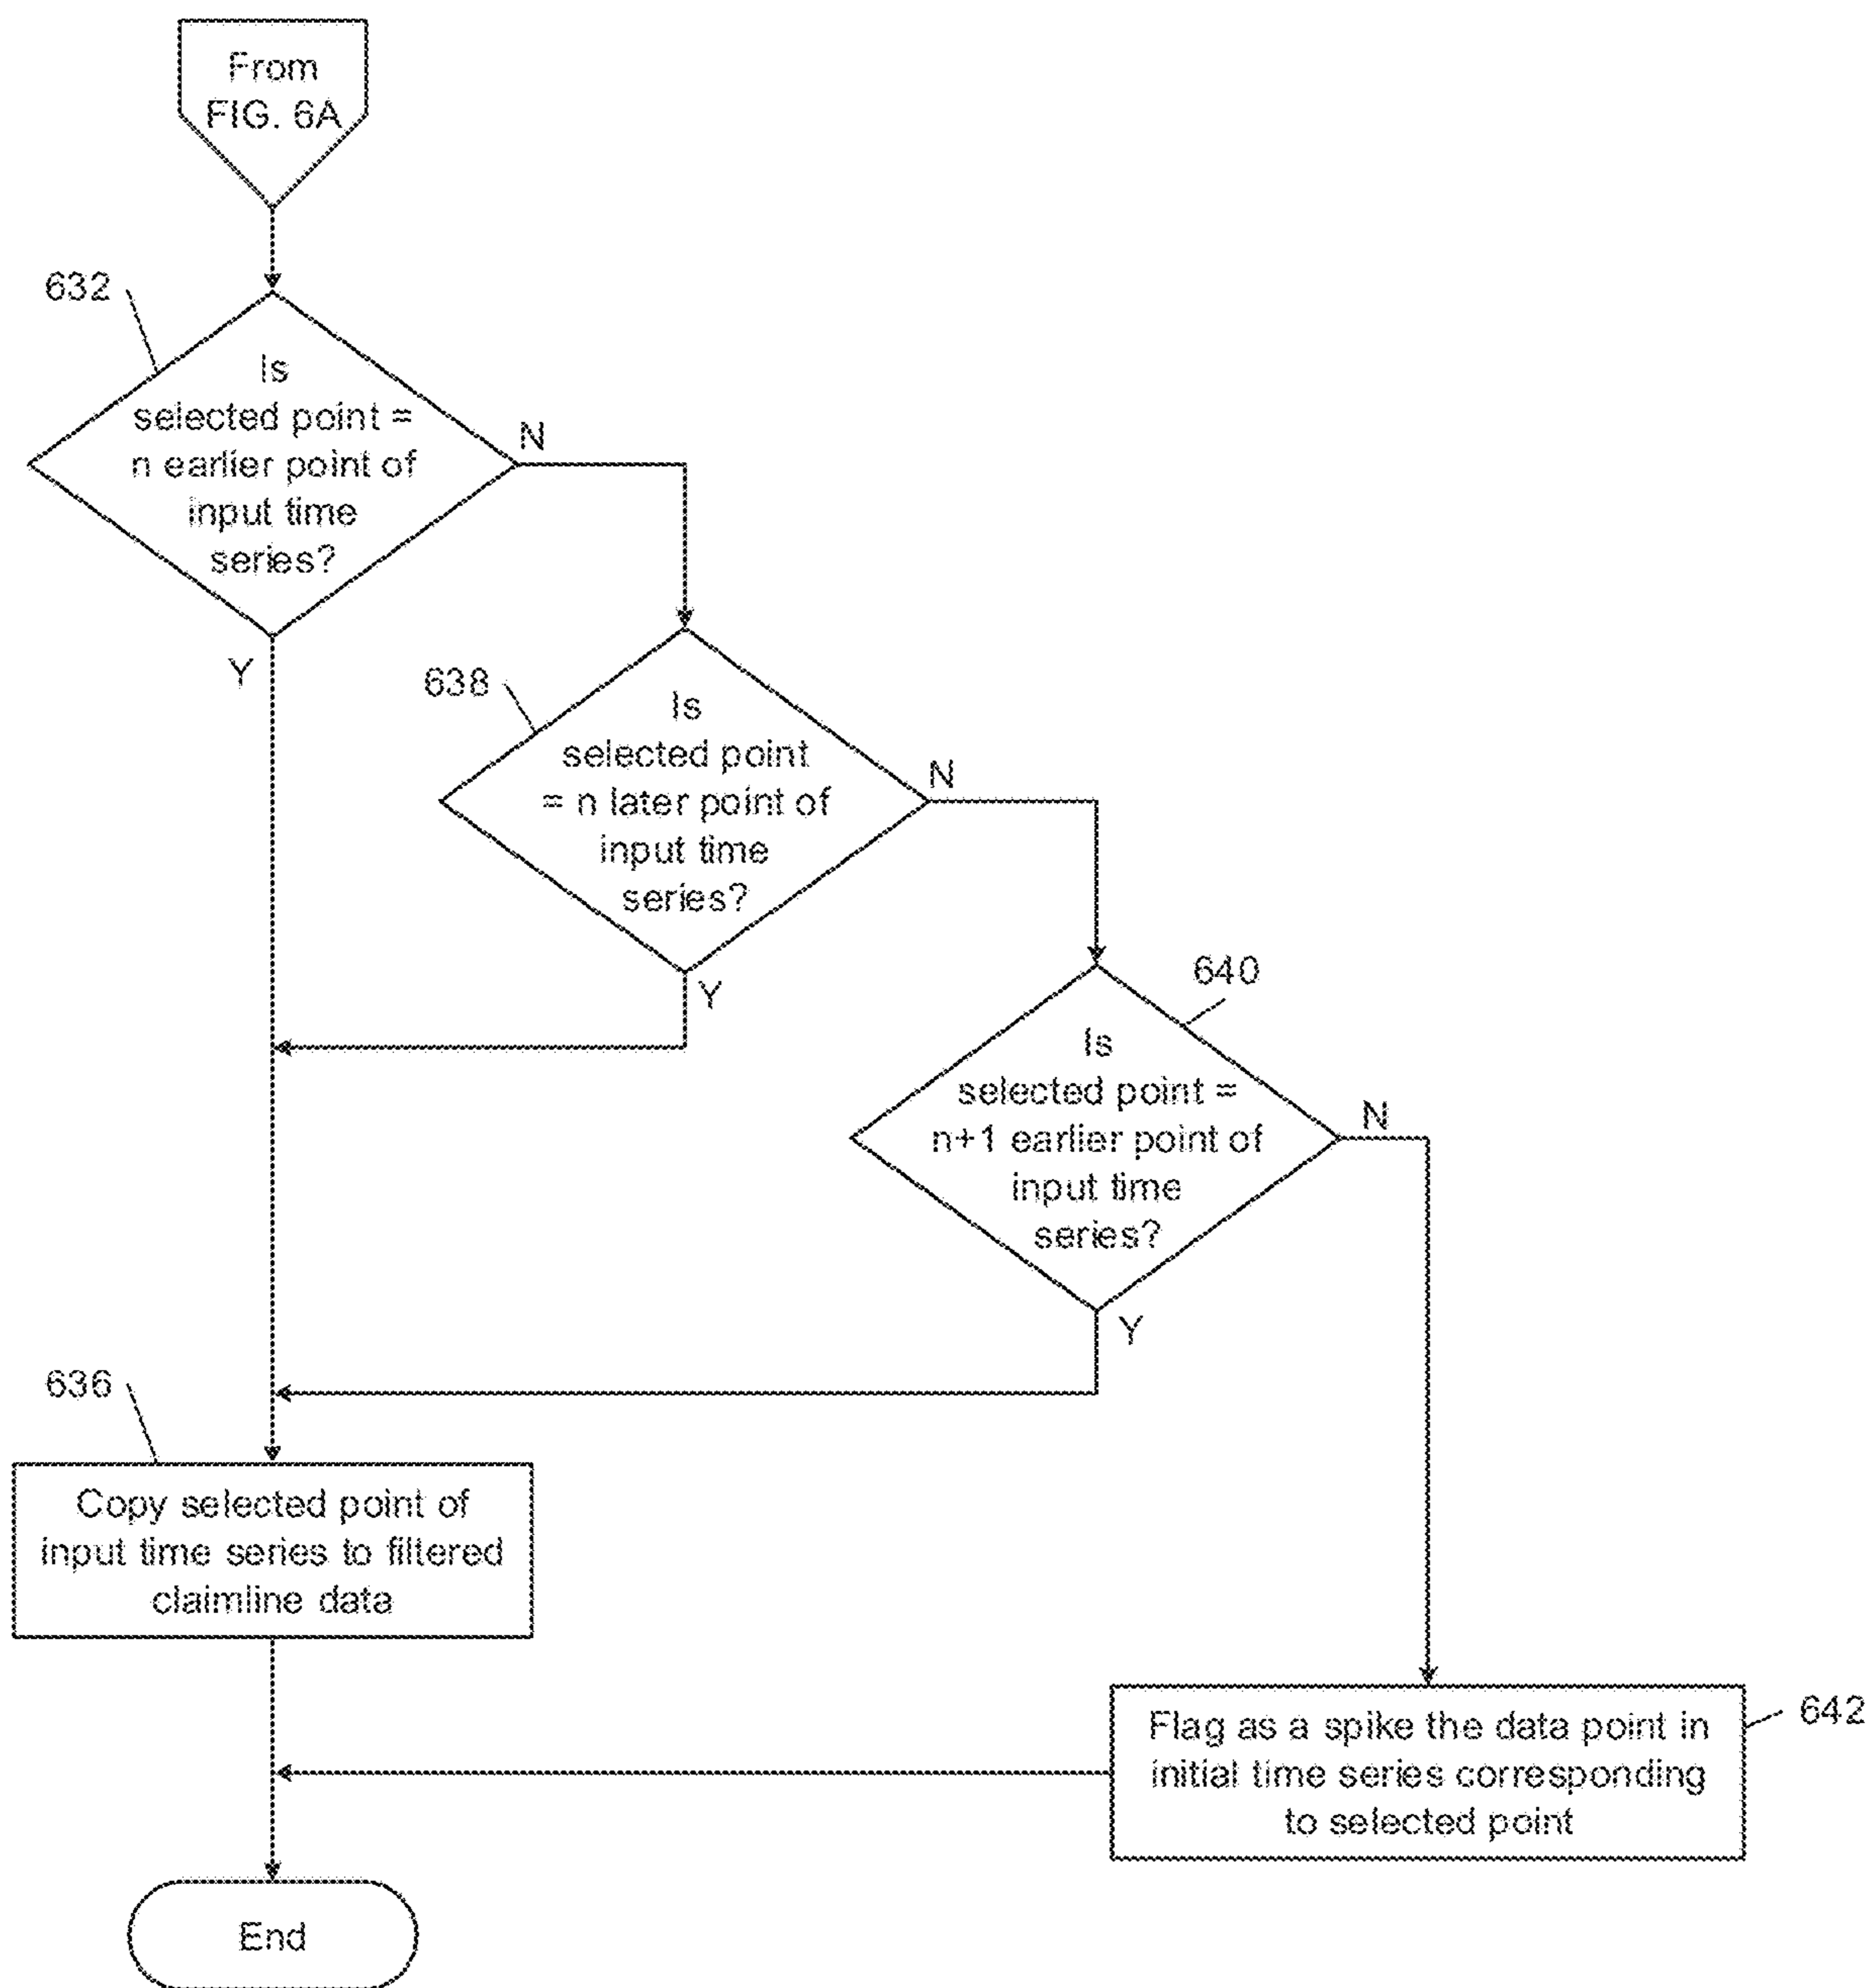 From
FIG. 6A
632
Is
selected point =
n earlier point of
input time
series?
N
Y
638
Is
selected point
= n later point of
input time
series?
N
Y
640
Is
selected point =
n+1 earlier point of
input time
series?
N
Y
636
Copy selected point of
input time series to filtered
claimline data
Flag as a spike the data point in
initial time series corresponding
to selected point
642
End